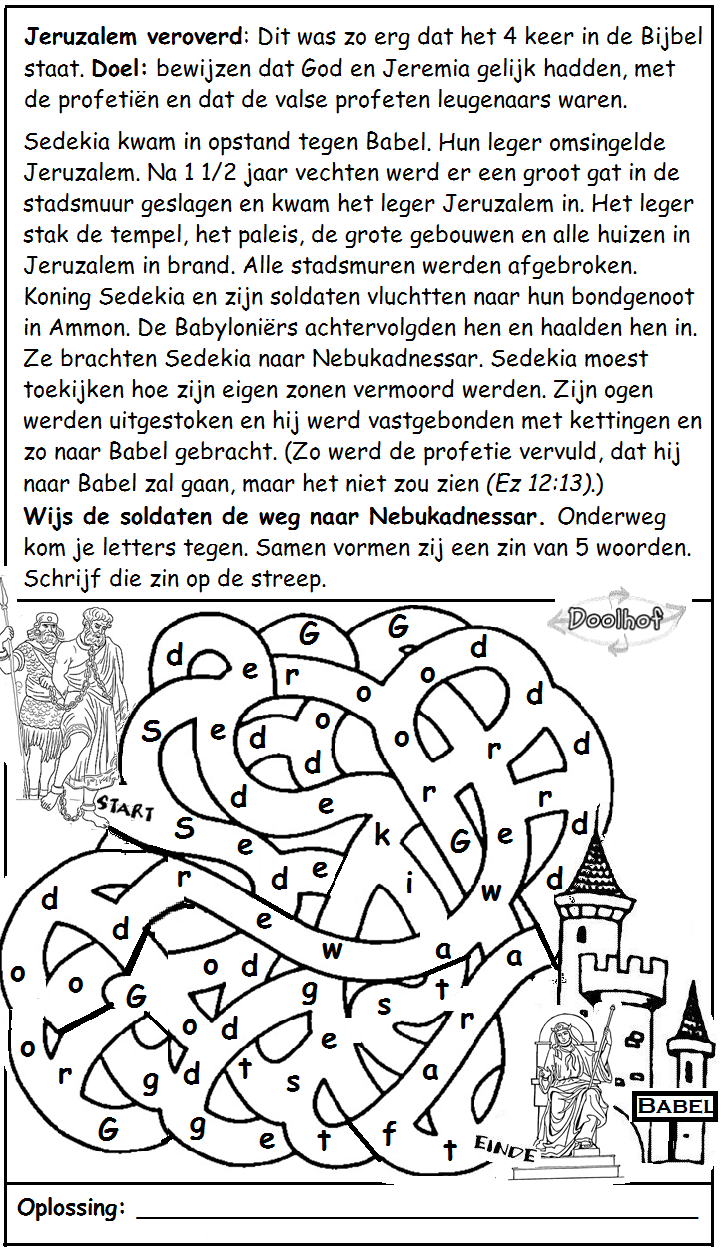 Jeruzalem veroverd: Dit was zo erg dat het 4 keer in de Bijbel
staat. Doel: bewijzen dat God en Jeremia gelijk hadden, met
de profetiën en dat de valse profeten leugenaars waren.
Sedekia kwam in opstand tegen Babel. Hun leger omsingelde
Jeruzalem. Na 1 1/2 jaar vechten werd er een groot gat in de
stadsmuur geslagen en kwam het leger Jeruzalem in. Het leger
stak de tempel, het paleis, de grote gebouwen en alle huizen in
Jeruzalem in brand. Alle stadsmuren werden afgebroken.
Koning Sedekia en zijn soldaten vluchtten naar hun bondgenoot
in Ammon. De Babyloniërs achtervolgden hen en haalden hen in.
Ze brachten Sedekia naar Nebukadnessar. Sedekia moest
toekijken hoe zijn eigen zonen vermoord werden. Zijn ogen
werden uitgestoken en hij werd vastgebonden met kettingen en
zo naar Babel gebracht. (Zo werd de profetie vervuld, dat hij
naar Babel zal gaan, maar het niet zou zien (Ez 12:13).)
Wijs de soldaten de weg naar Nebukadnessar. Onderweg
kom je letters tegen. Samen vormen zij een zin van 5 woorden.
Schrijf die zin op de streep.
Doolhof
G G
d e r o o d d
S e d o o r d
d d e r r d
START S e k G e
d e i w d
d r e
d e w a a
o o o d g s t
G o d e r
o r g d t s a
G g e t f t
EINDE
BABEL
Oplossing: